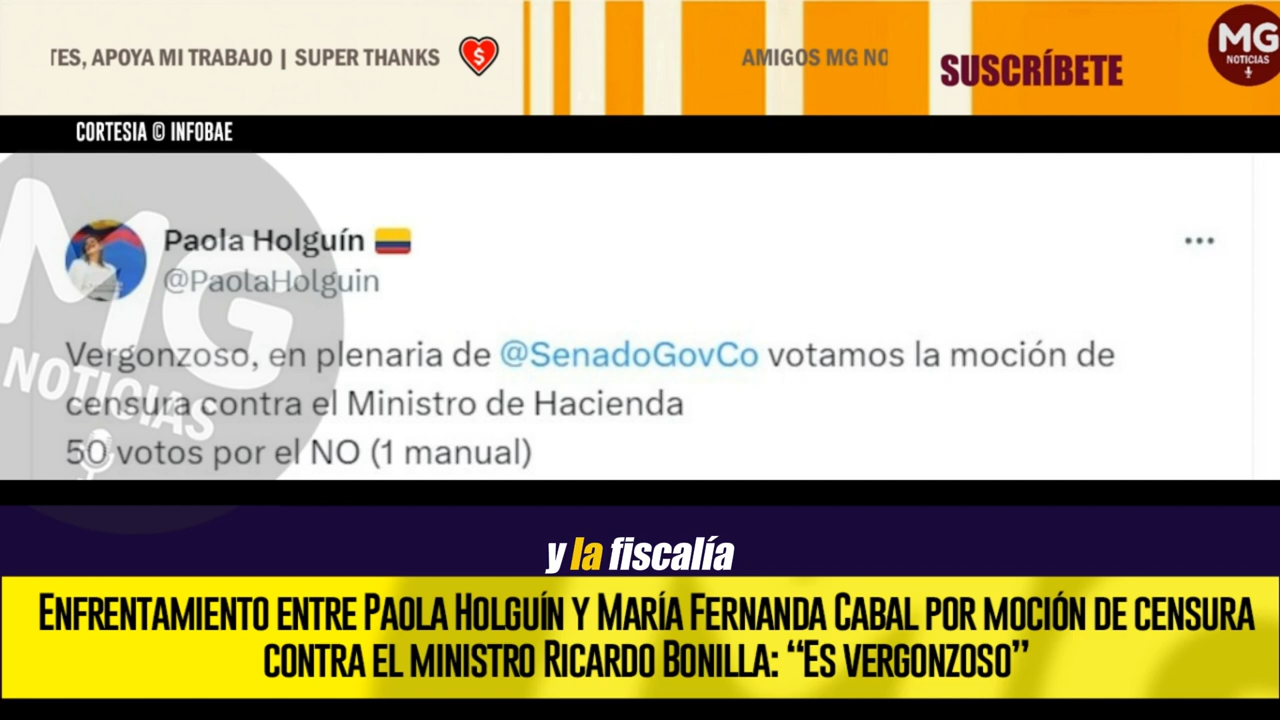 TES, APOYA MI TRABAJO | SUPER THANKS
AMIGOS MG NO
SUSCRÍBETE
MG
NOTICIAS
CORTESIA © INFOBAE
MG
NOTICIAS
Paola Holguín
@PaolaHolguin
Vergonzoso, en plenaria de @SenadoGovCo votamos la moción de
censura contra el Ministro de Hacienda
50 votos por el NO (1 manual)
y la fiscalía
ENFRENTAMIENTO ENTRE PAOLA HOLGUÍN Y MARÍA FERNANDA CABAL POR MOCIÓN DE CENSURA
CONTRA EL MINISTRO RICARDO BONILLA: “ES VERGONZOSO”